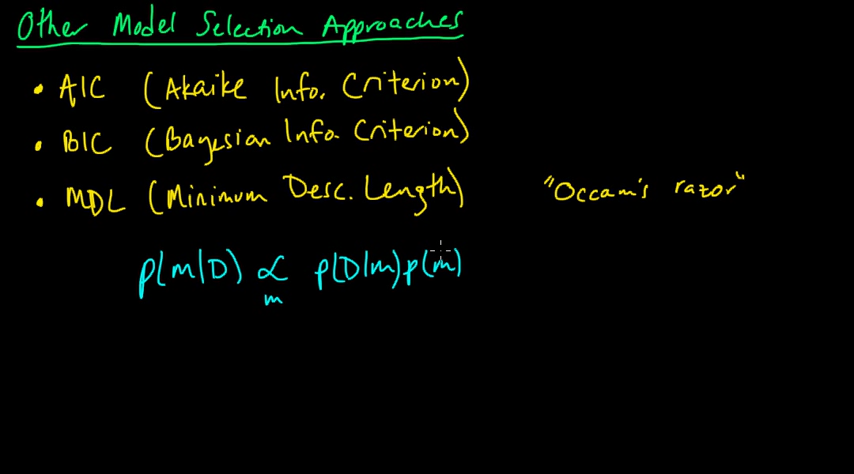 Other Model Selection Approaches
• AIC (Akaike Info. Criterion)
• BIC (Bayesian Info. Criterion)
• MDL (Minimum Desc. Length) "Occam's razor"
p(m|D) ∝ p(D|m)p(m)
m